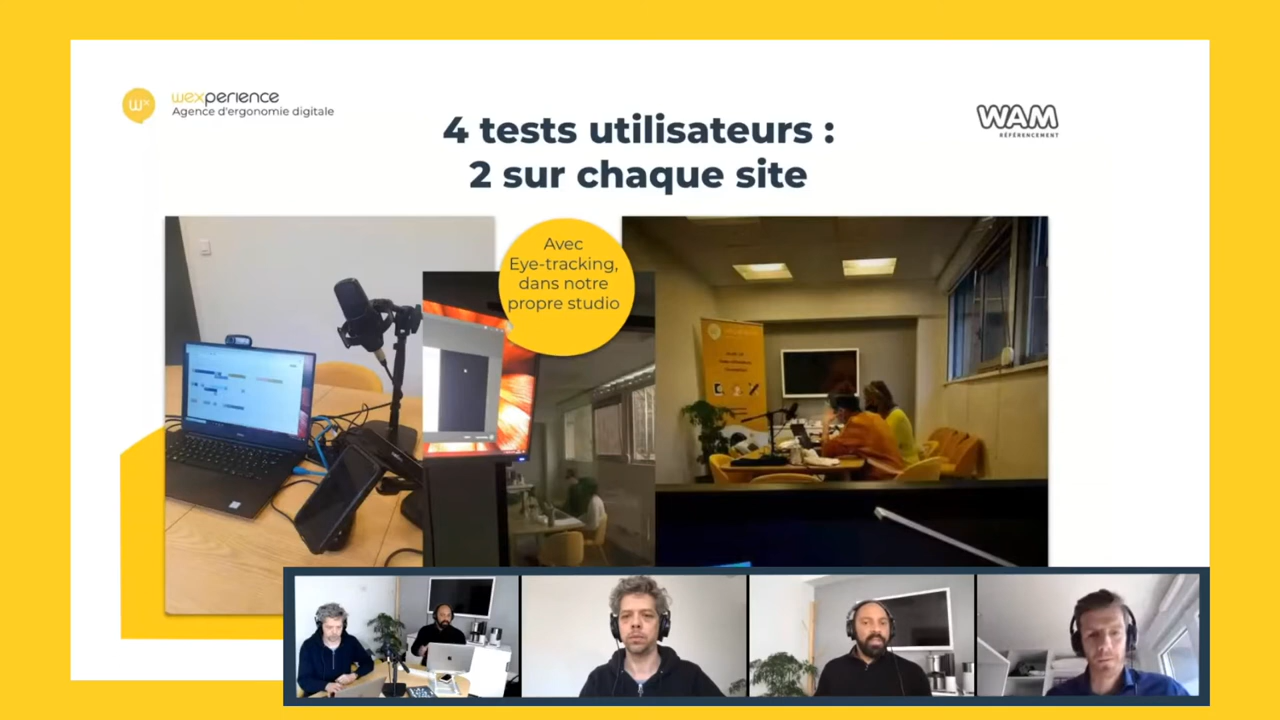 wexperience
Agence d'ergonomie digitale
4 tests utilisateurs :
2 sur chaque site
WAM
RÉFÉRENCEMENT
Avec
Eye-tracking,
dans notre
propre studio